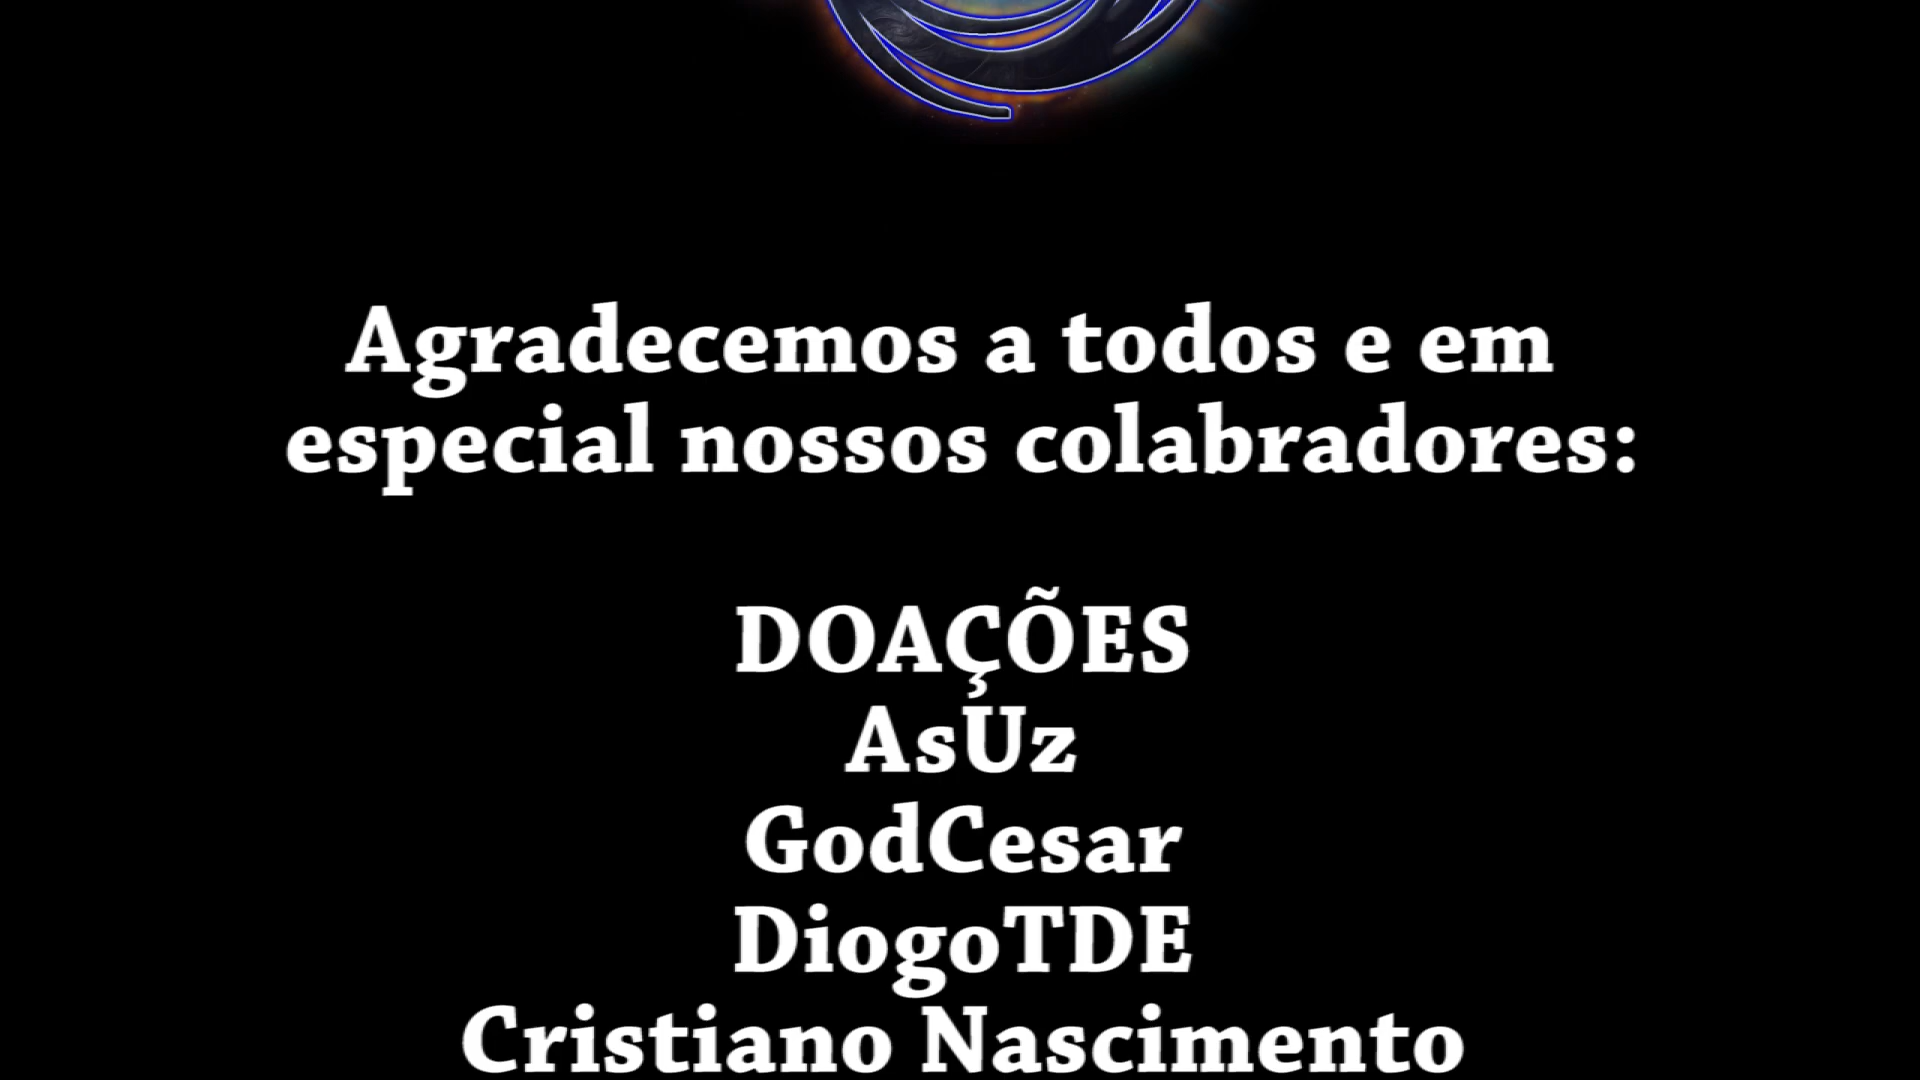 Agradecemos a todos e em
especial nossos colabradores:
DOAÇÕES
AsUz
GodCesar
DiogoTDE
Cristiano Nascimento